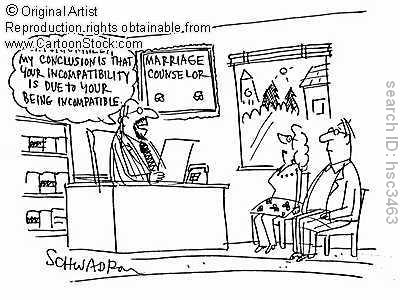 © Original Artist
Reproduction rights obtainable from
www.CartoonStock.com
MY CONCLUSION IS THAT
YOUR INCOMPATIBILITY
IS DUE TO YOUR
BEING INCOMPATIBLE.
MARRIAGE
COUNSELOR
SCHWADRON
search ID: hsc3463